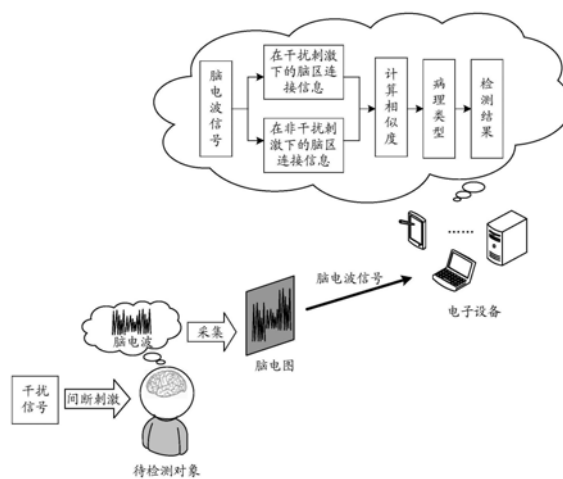 脑电波信号
在干扰刺激
下的脑区连
接信息
在非干扰刺
激下的脑区
连接信息
计算相似度
病理类型
检测结果
......
电子设备
脑电波信号
脑电波
采集
脑电图
干扰
信号
间断刺激
待检测对象